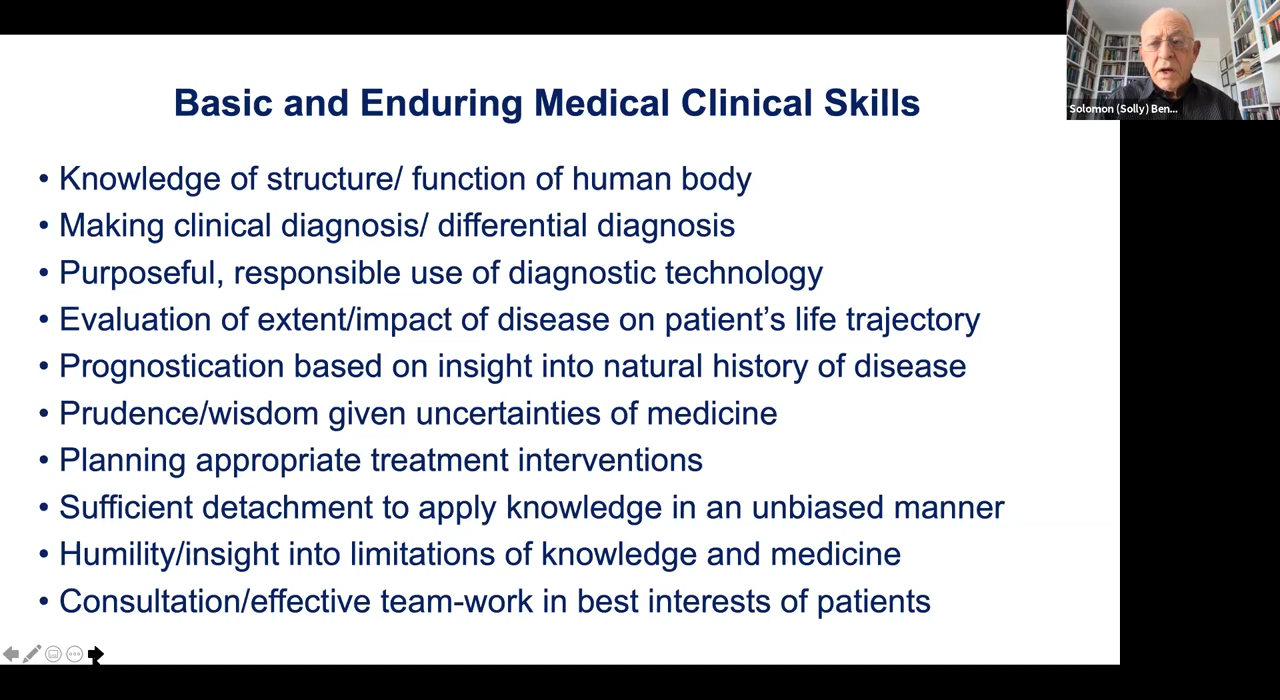 Basic and Enduring Medical Clinical Skills
Solomon (Solly) Ben...
• Knowledge of structure/ function of human body
• Making clinical diagnosis/ differential diagnosis
• Purposeful, responsible use of diagnostic technology
• Evaluation of extent/impact of disease on patient’s life trajectory
• Prognostication based on insight into natural history of disease
• Prudence/wisdom given uncertainties of medicine
• Planning appropriate treatment interventions
• Sufficient detachment to apply knowledge in an unbiased manner
• Humility/insight into limitations of knowledge and medicine
• Consultation/effective team-work in best interests of patients